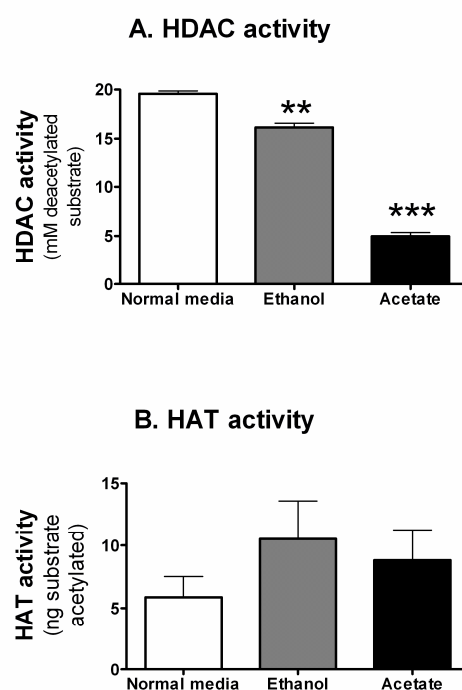 A. HDAC activity
HDAC activity
(mM deacetylated
substrate)
20
15
10
5
0
**
***
Normal media Ethanol Acetate
B. HAT activity
HAT activity
(ng substrate
acetylated)
15
10
5
0
Normal media Ethanol Acetate